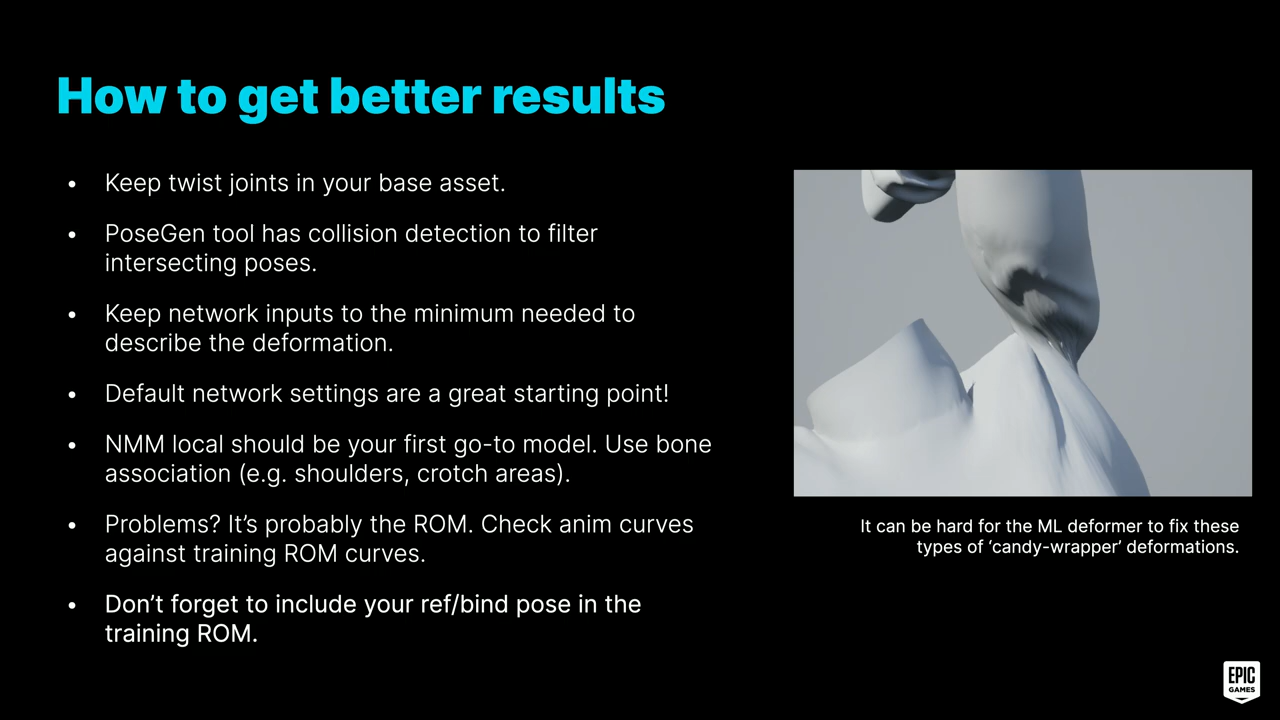 How to get better results
• Keep twist joints in your base asset.
• PoseGen tool has collision detection to filter
intersecting poses.
• Keep network inputs to the minimum needed to
describe the deformation.
• Default network settings are a great starting point!
• NMM local should be your first go-to model. Use bone
association (e.g. shoulders, crotch areas).
• Problems? It’s probably the ROM. Check anim curves
against training ROM curves.
• Don’t forget to include your ref/bind pose in the
training ROM.
It can be hard for the ML deformer to fix these
types of ‘candy-wrapper’ deformations.
EPIC
GAMES